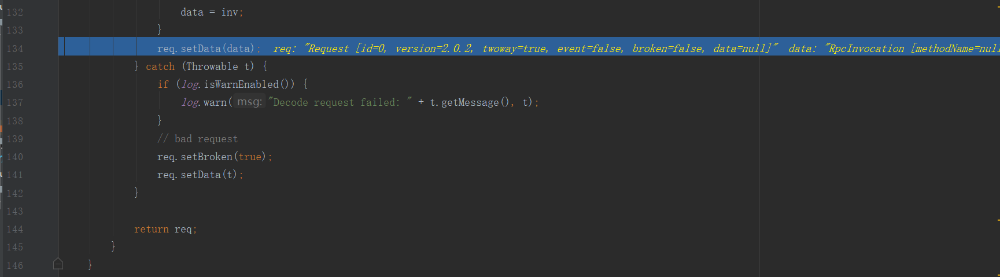 132 data = inv;
133 }
134 req.setData(data); req: "Request [id=0, version=2.0.2, twoway=true, event=false, broken=false, data=null]" data: "RpcInvocation [methodName=null
135 } catch (Throwable t) {
136 if (log.isWarnEnabled()) {
137 log.warn( msg: "Decode request failed: " + t.getMessage(), t);
138 }
139 // bad request
140 req.setBroken(true);
141 req.setData(t);
142 }
143
144 return req;
145 }
146 }